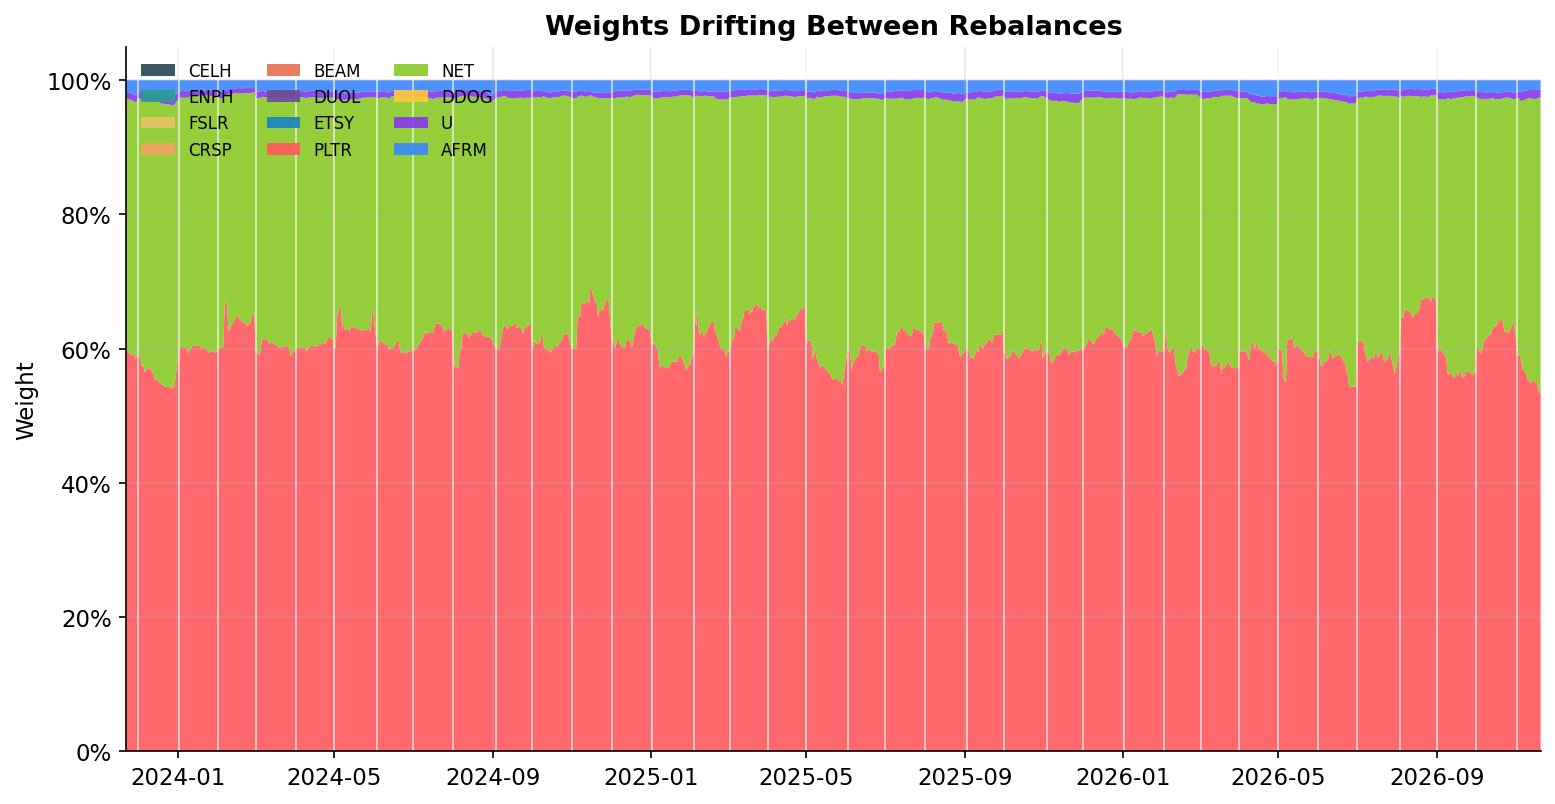 Weights Drifting Between Rebalances
CELH BEAM NET
ENPH DUOL DDOG
FSLR ETSY U
CRSP PLTR AFRM
100%
80%
60%
40%
20%
0%
Weight
2024-01 2024-05 2024-09 2025-01 2025-05 2025-09 2026-01 2026-05 2026-09